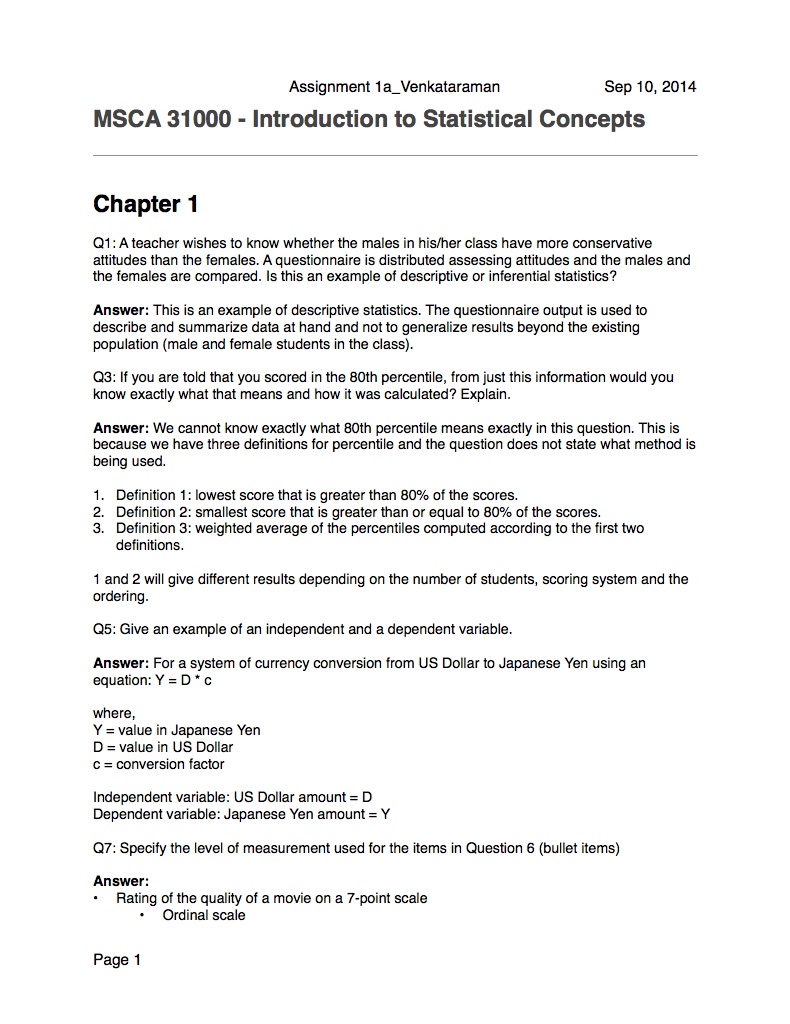 Assignment 1a_Venkataraman Sep 10, 2014
MSCA 31000 - Introduction to Statistical Concepts
Chapter 1
Q1: A teacher wishes to know whether the males in his/her class have more conservative
attitudes than the females. A questionnaire is distributed assessing attitudes and the males and
the females are compared. Is this an example of descriptive or inferential statistics?
Answer: This is an example of descriptive statistics. The questionnaire output is used to
describe and summarize data at hand and not to generalize results beyond the existing
population (male and female students in the class).
Q3: If you are told that you scored in the 80th percentile, from just this information would you
know exactly what that means and how it was calculated? Explain.
Answer: We cannot know exactly what 80th percentile means exactly in this question. This is
because we have three definitions for percentile and the question does not state what method is
being used.
1. Definition 1: lowest score that is greater than 80% of the scores.
2. Definition 2: smallest score that is greater than or equal to 80% of the scores.
3. Definition 3: weighted average of the percentiles computed according to the first two
definitions.
1 and 2 will give different results depending on the number of students, scoring system and the
ordering.
Q5: Give an example of an independent and a dependent variable.
Answer: For a system of currency conversion from US Dollar to Japanese Yen using an
equation: Y = D * c
where,
Y = value in Japanese Yen
D = value in US Dollar
c = conversion factor
Independent variable: US Dollar amount = D
Dependent variable: Japanese Yen amount = Y
Q7: Specify the level of measurement used for the items in Question 6 (bullet items)
Answer:
• Rating of the quality of a movie on a 7-point scale
• Ordinal scale
Page 1